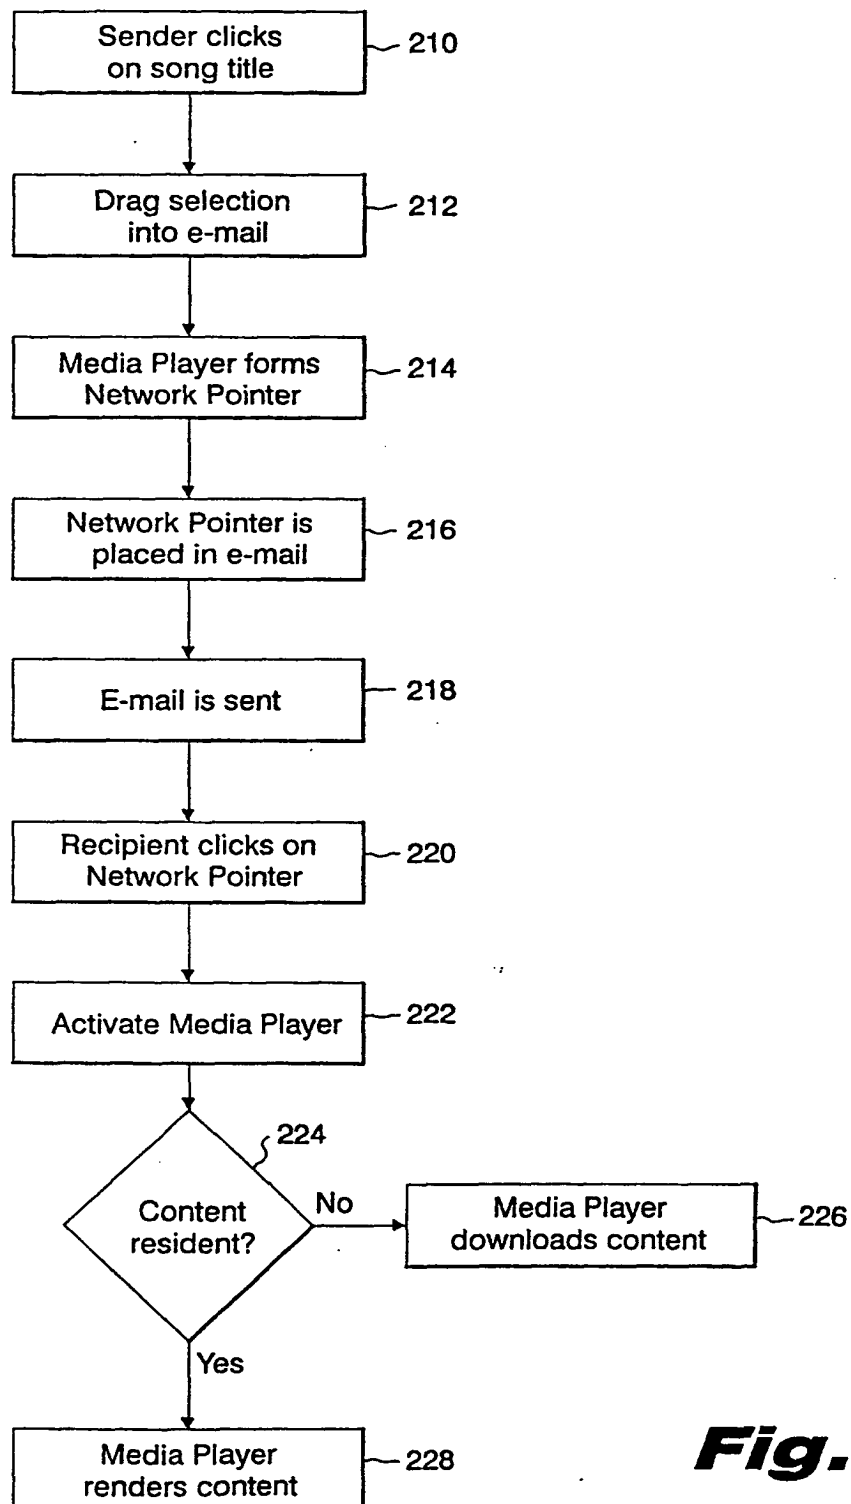 Sender clicks
on song title
210
Drag selection
into e-mail
212
Media Player forms
Network Pointer
214
Network Pointer is
placed in e-mail
216
E-mail is sent
218
Recipient clicks on
Network Pointer
220
Activate Media Player
222
224
Content
resident?
No
Media Player
downloads content
226
Yes
Media Player
renders content
228
Fig.